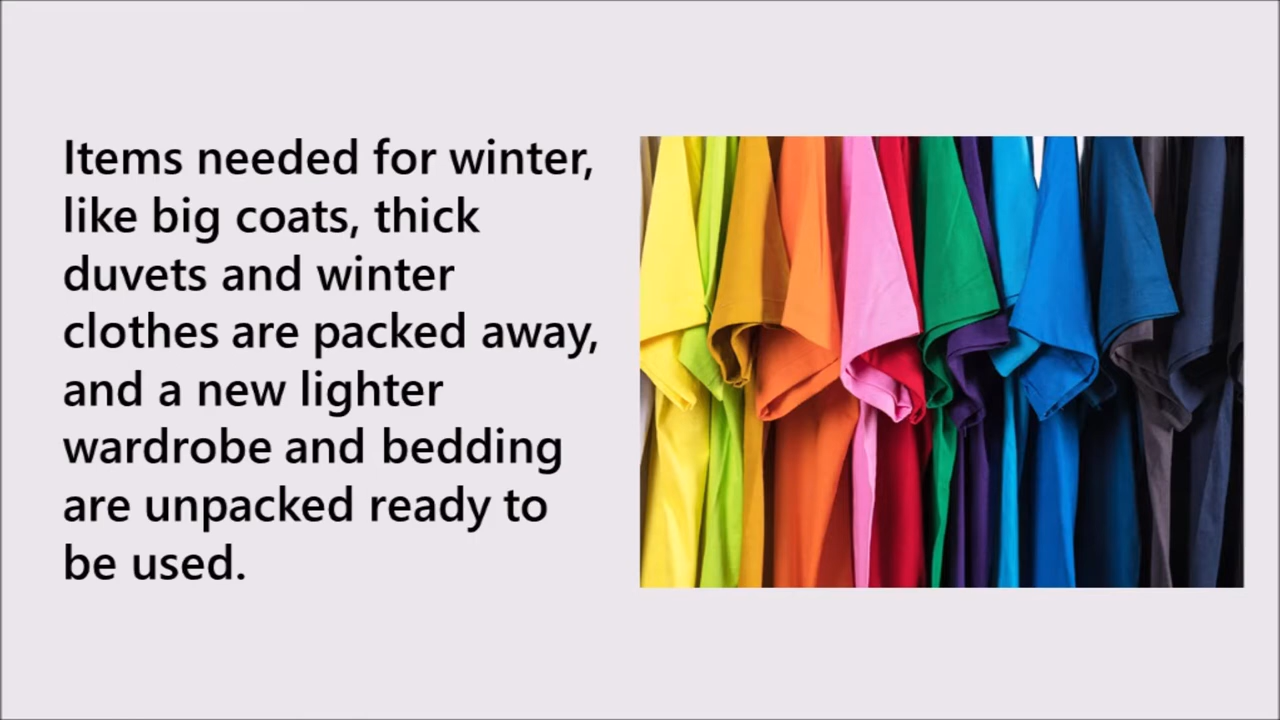 Items needed for winter,
like big coats, thick
duvets and winter
clothes are packed away,
and a new lighter
wardrobe and bedding
are unpacked ready to
be used.